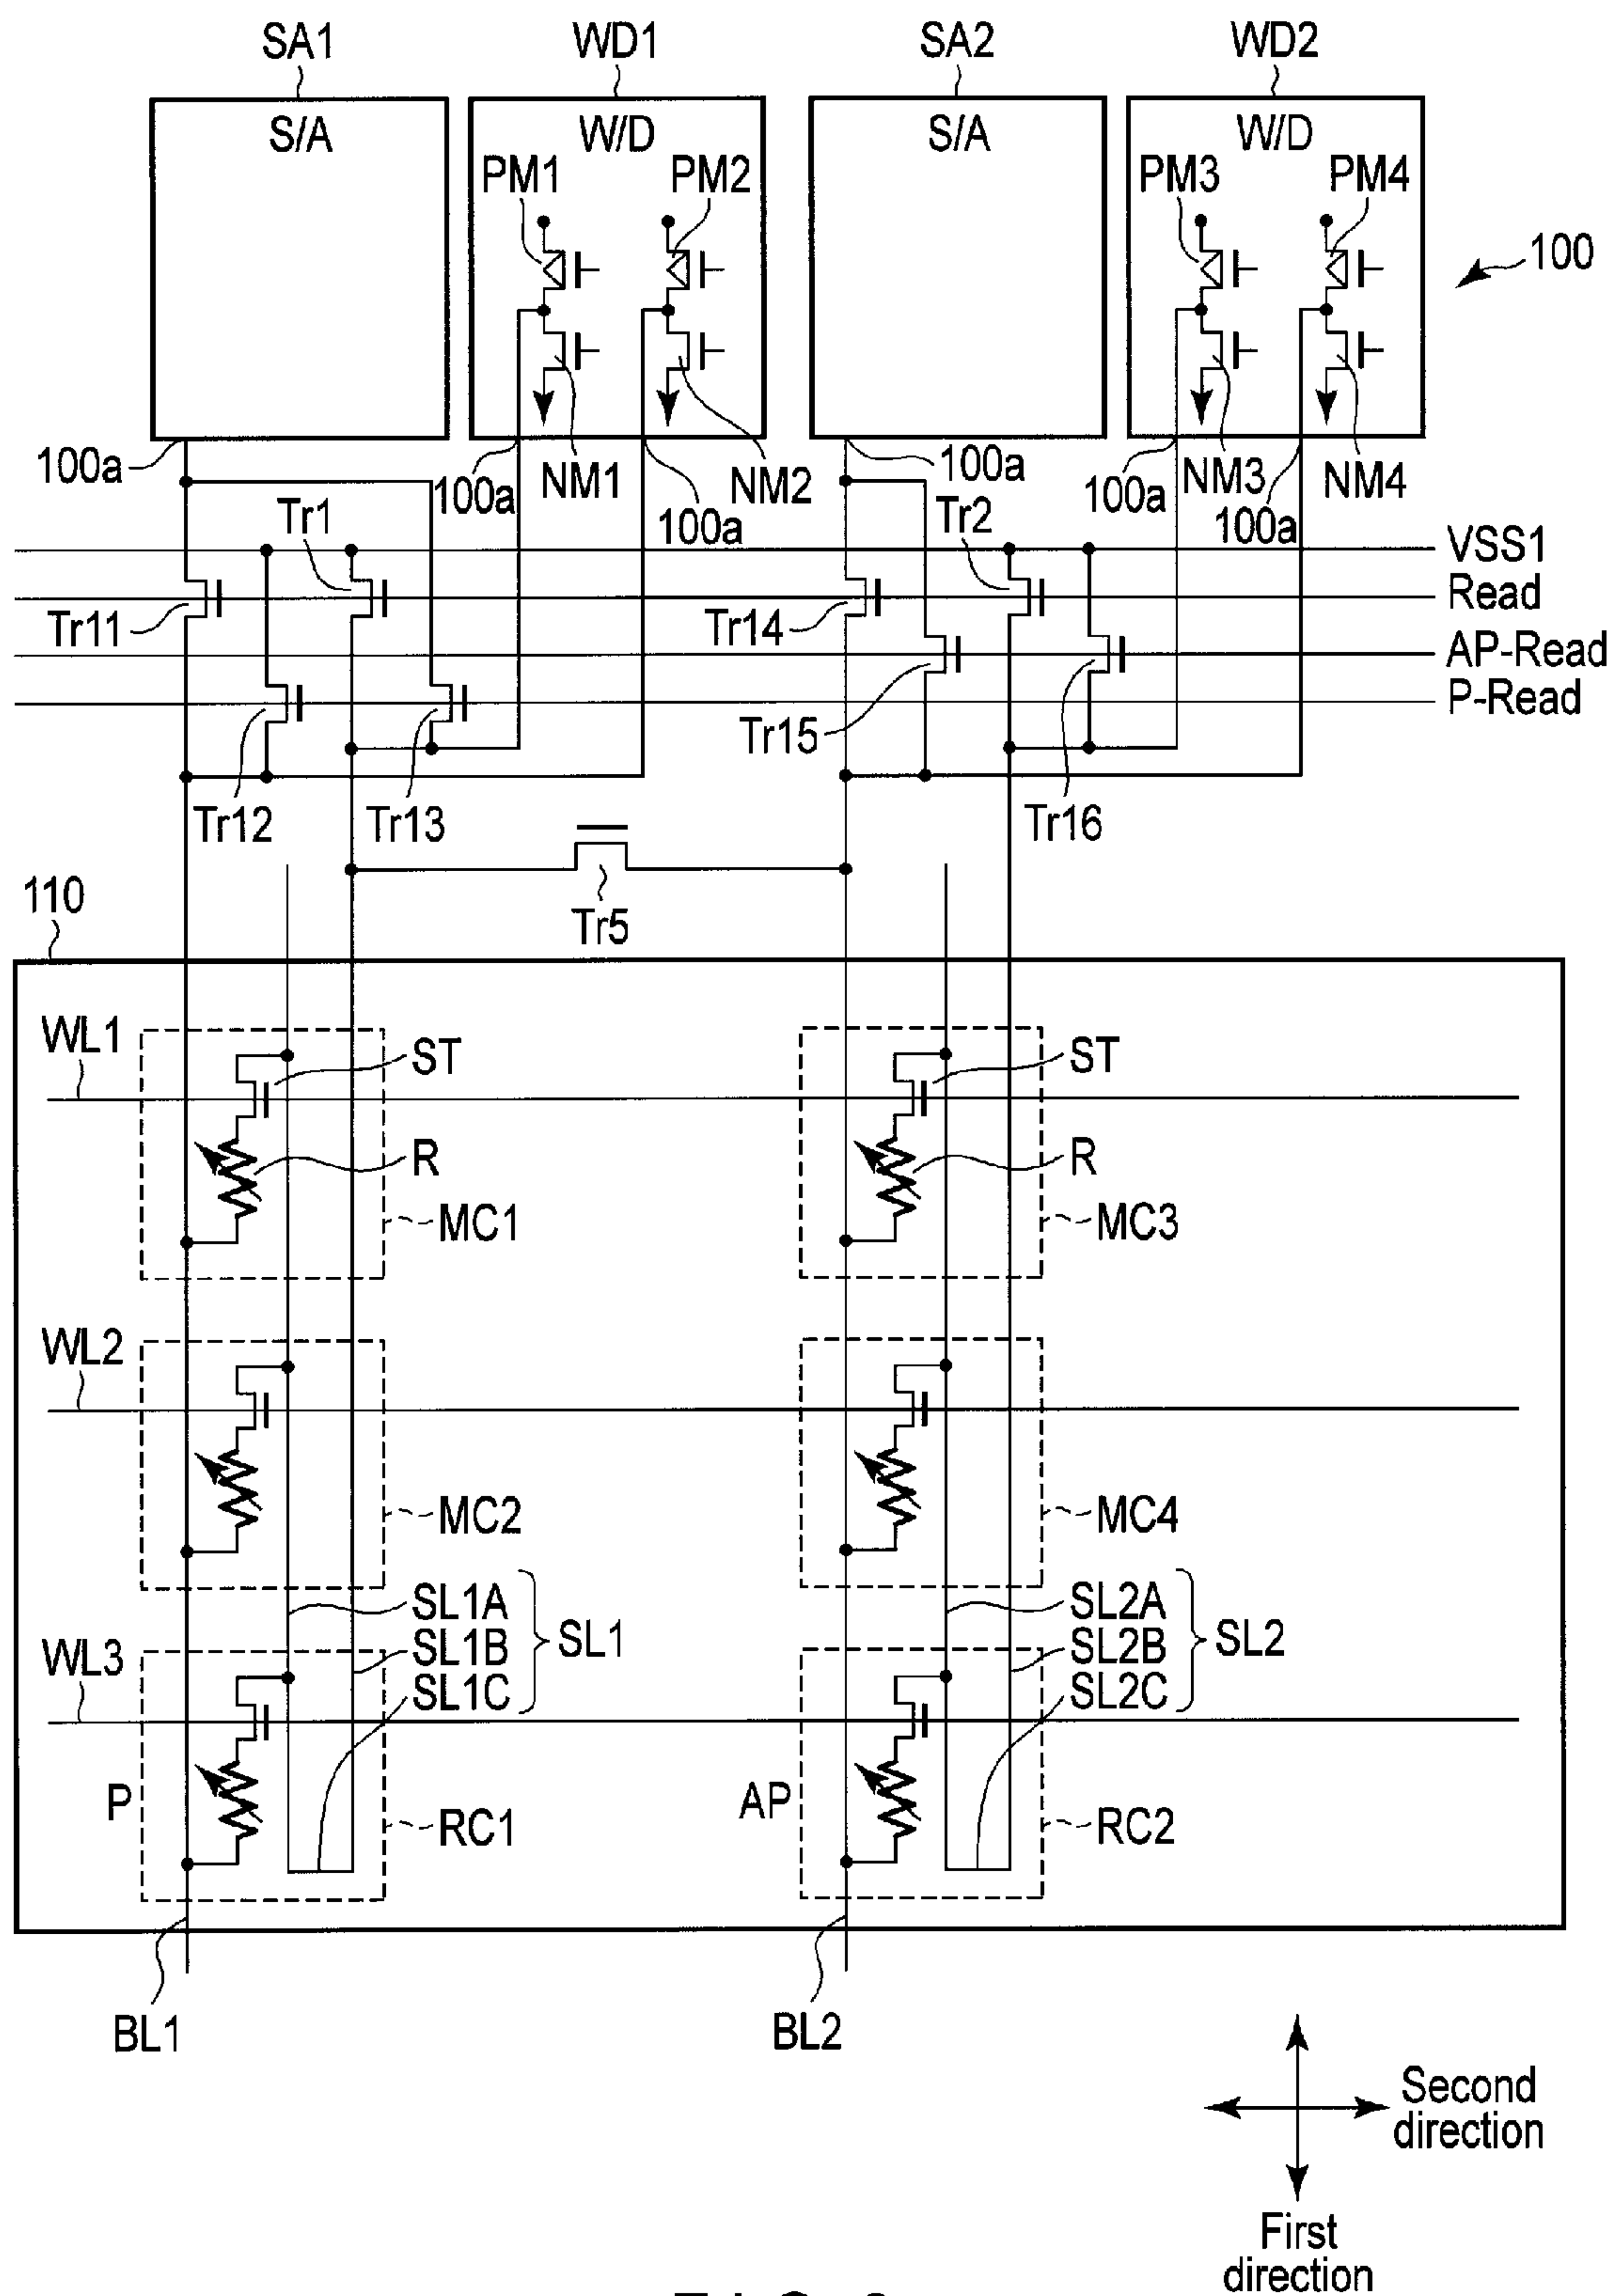 SA1 WD1 SA2 WD2
S/A W/D S/A W/D
PM1 PM2 PM3 PM4
100
100a 100a NM1 NM2 100a 100a NM3 NM4
100a 100a
Tr1 Tr2
VSS1
Read
Tr11 Tr14
AP-Read
P-Read
Tr15
Tr12 Tr13 Tr16
Tr5
110
WL1 ST ST
R R
MC1 MC3
WL2
MC2 MC4
SL1A SL2A
SL1B SL1 SL2B SL2
WL3
SL1C SL2C
P AP
RC1 RC2
BL1 BL2
Second
direction
First
direction